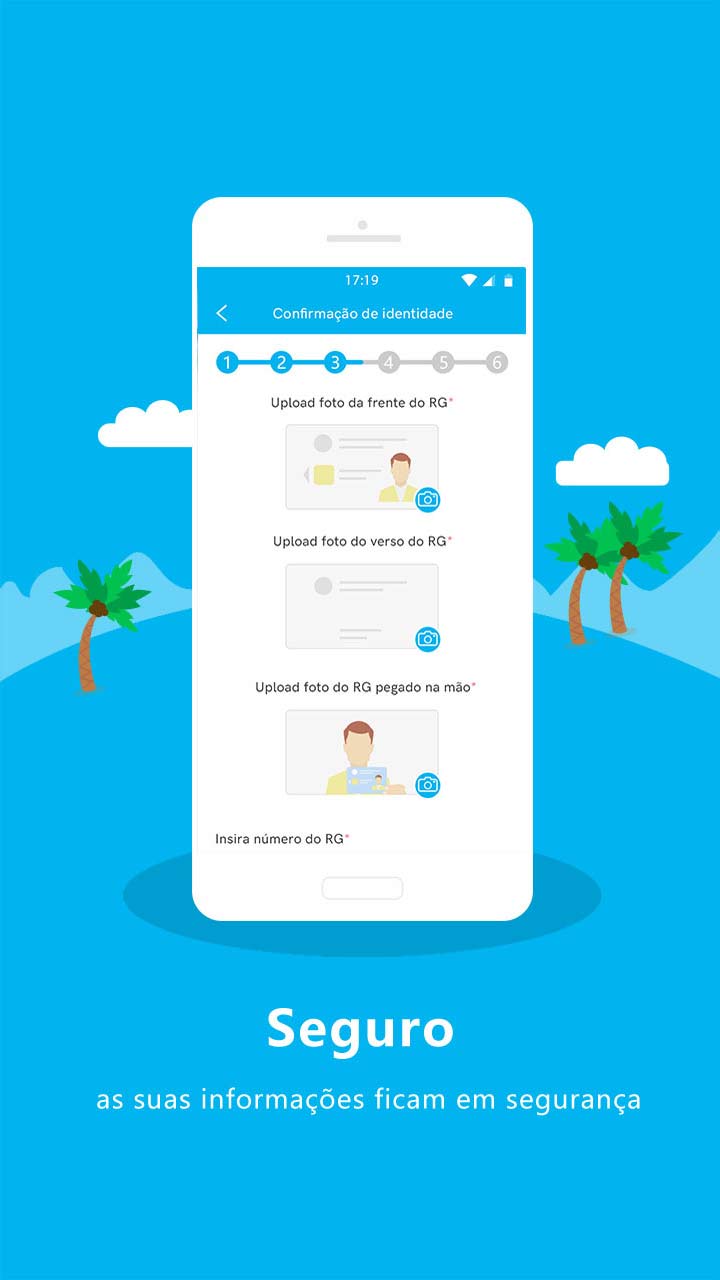 17:19
Confirmação de identidade
1 2 3 4 5 6
Upload foto da frente do RG*
Upload foto do verso do RG*
Upload foto do RG pegado na mão*
Insira número do RG*
Seguro
as suas informações ficam em segurança